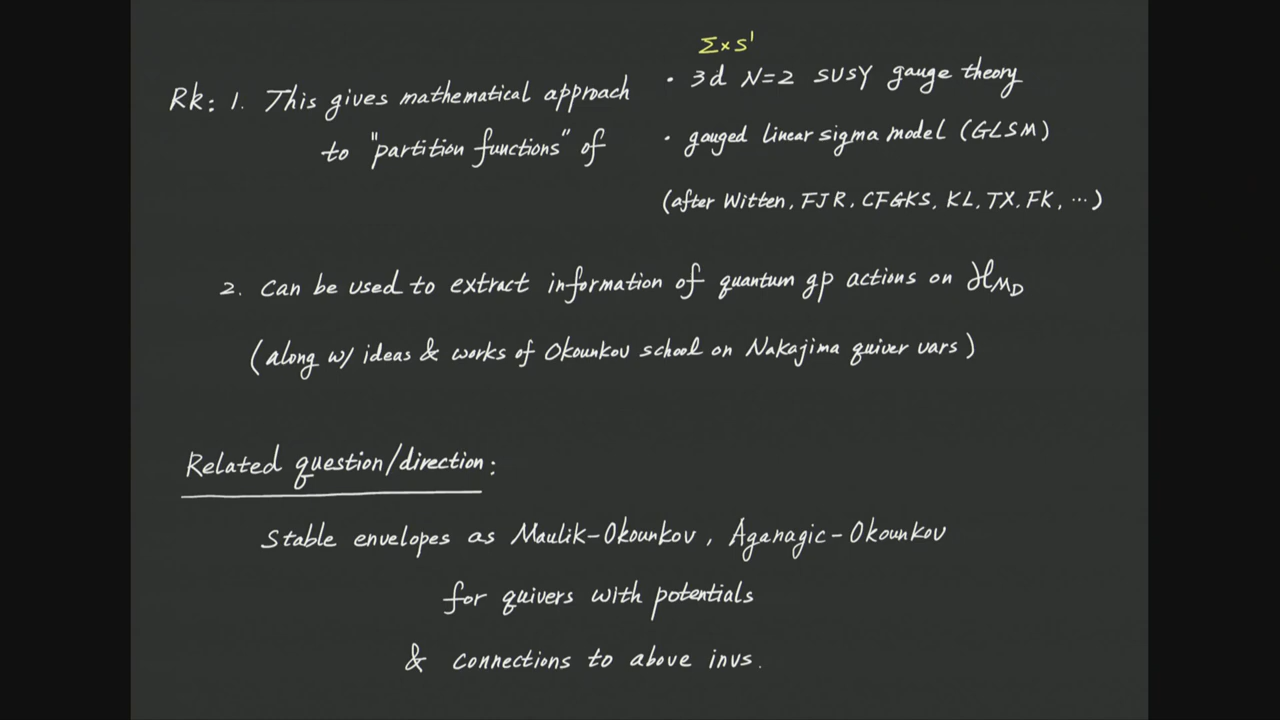 Σ×S¹
Rk: 1. This gives mathematical approach
to "partition functions" of
· 3d N=2 SUSY gauge theory
· gauged linear sigma model (GLSM)
(after Witten, FJR, CFGKS, KL, TX, FK, ...)
2. can be used to extract information of quantum gp actions on ℋ_{M_D}
(along w/ ideas & works of Okounkov school on Nakajima quiver vars)
Related question/direction:
Stable envelopes as Maulik-Okounkov, Aganagic-Okounkov
for quivers with potentials
& connections to above invs.